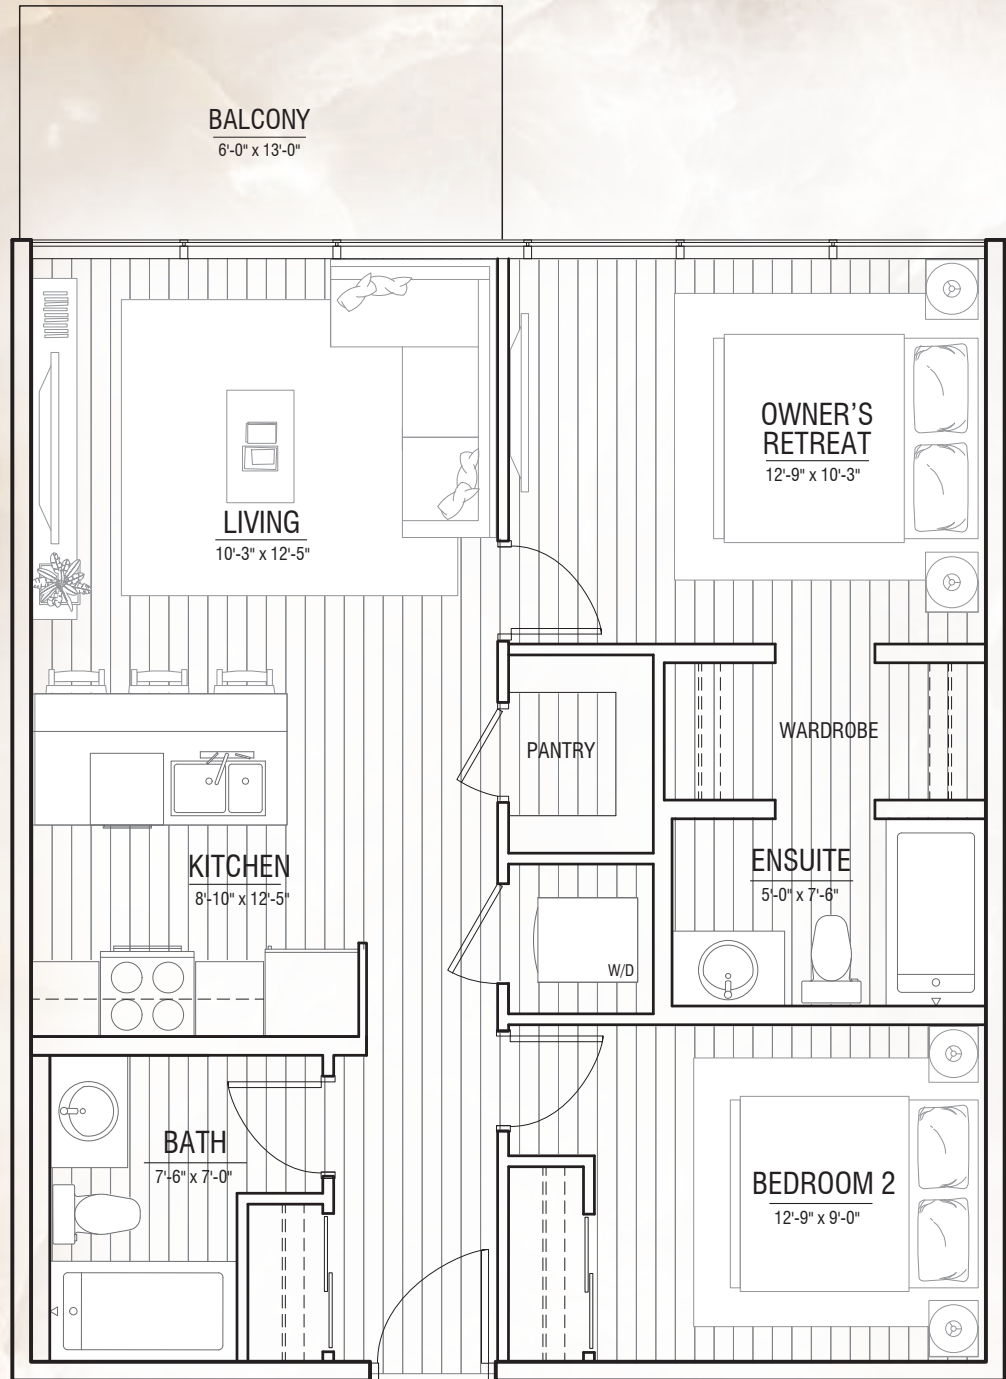 BALCONY
6'-0" x 13'-0"
OWNER'S
RETREAT
12'-9" x 10'-3"
LIVING
10'-3" x 12'-5"
WARDROBE
PANTRY
KITCHEN
8'-10" x 12'-5"
ENSUITE
5'-0" x 7'-6"
W/D
BATH
7'-6" x 7'-0"
BEDROOM 2
12'-9" x 9'-0"